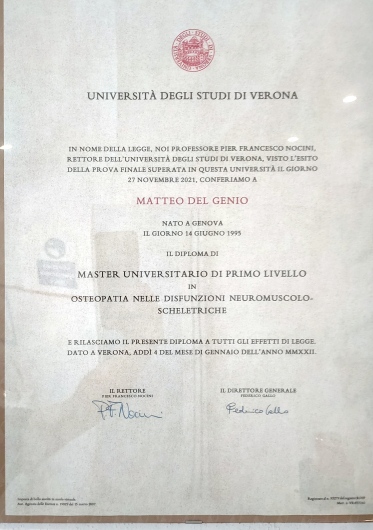 UNIVERSITÀ DEGLI STUDI DI VERONA
IN NOME DELLA LEGGE, NOI PROFESSORE PIER FRANCESCO NOCINI,
RETTORE DELL'UNIVERSITÀ DEGLI STUDI DI VERONA, VISTO L'ESITO
DELLA PROVA FINALE SUPERATA IN QUESTA UNIVERSITÀ IL GIORNO
27 NOVEMBRE 2021, CONFERIAMO A
MATTEO DEL GENIO
NATO A GENOVA
IL GIORNO 14 GIUGNO 1995
IL DIPLOMA DI
MASTER UNIVERSITARIO DI PRIMO LIVELLO
IN
OSTEOPATIA NELLE DISFUNZIONI NEUROMUSCOLO-
SCHELETRICHE
E RILASCIAMO IL PRESENTE DIPLOMA A TUTTI GLI EFFETTI DI LEGGE.
DATO A VERONA, ADDÌ 4 DEL MESE DI GENNAIO DELL'ANNO MMXXII.
IL RETTORE
PIER FRANCESCO NOCINI
P.F. Nocini
IL DIRETTORE GENERALE
FEDERICO GALLO
Federico Gallo